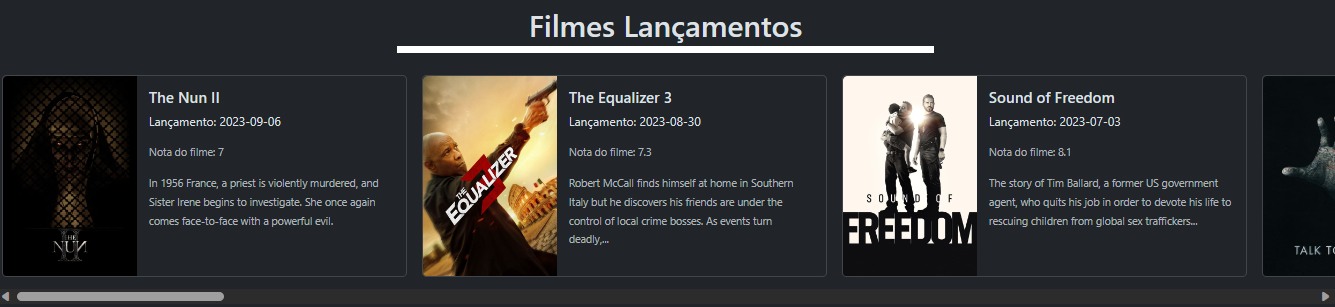 Filmes Lançamentos
THE
NUN
II
The Nun II
Lançamento: 2023-09-06
Nota do filme: 7
In 1956 France, a priest is violently murdered, and
Sister Irene begins to investigate. She once again
comes face-to-face with a powerful evil.
THE
EQUALIZER
3
The Equalizer 3
Lançamento: 2023-08-30
Nota do filme: 7.3
Robert McCall finds himself at home in Southern
Italy but he discovers his friends are under the
control of local crime bosses. As events turn
deadly,...
SOUND OF
FREEDOM
Sound of Freedom
Lançamento: 2023-07-03
Nota do filme: 8.1
The story of Tim Ballard, a former US government
agent, who quits his job in order to devote his life to
rescuing children from global sex traffickers...
TALK TO